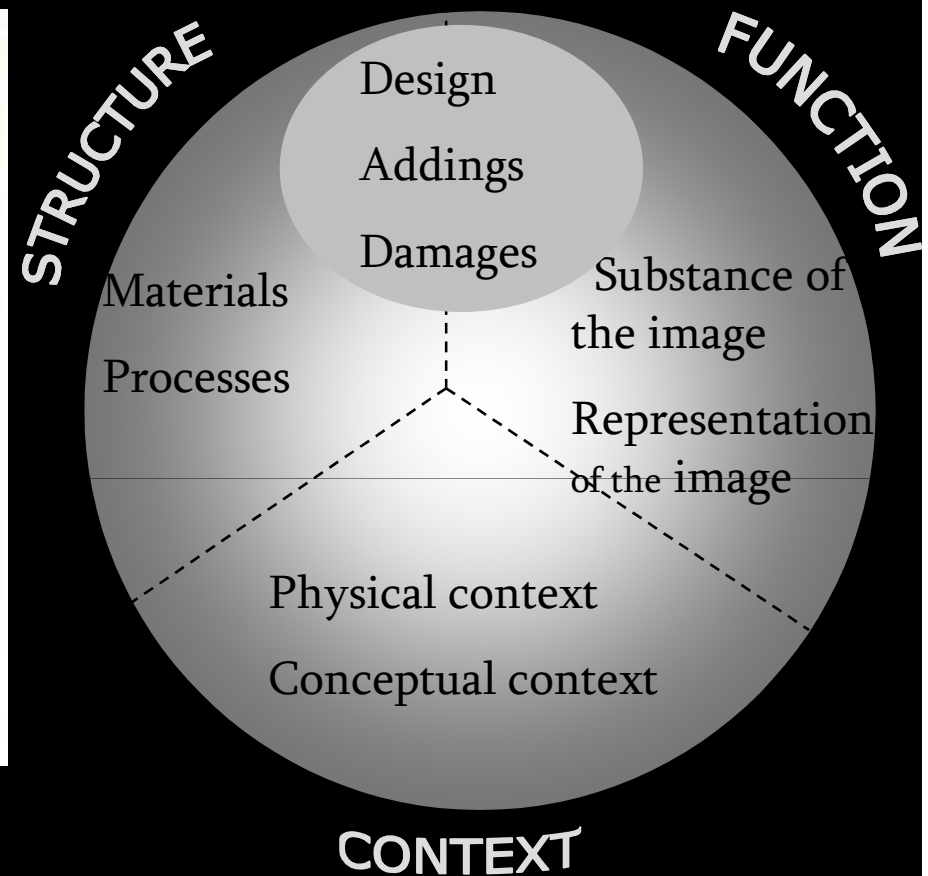 STRUCTURE
FUNCTION
Design
Addings
Damages
Materials
Processes
Substance of
the image
Representation
of the image
Physical context
Conceptual context
CONTEXT